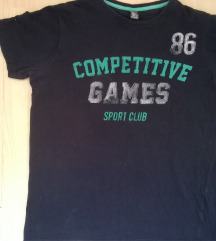 86
COMPETITIVE
GAMES
SPORT CLUB